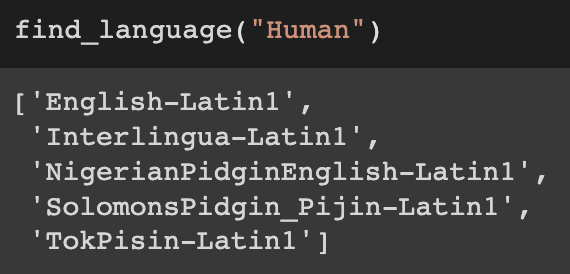 find_language("Human")
['English-Latin1',
'Interlingua-Latin1',
'NigerianPidginEnglish-Latin1',
'SolomonsPidgin_Pijin-Latin1',
'TokPisin-Latin1']